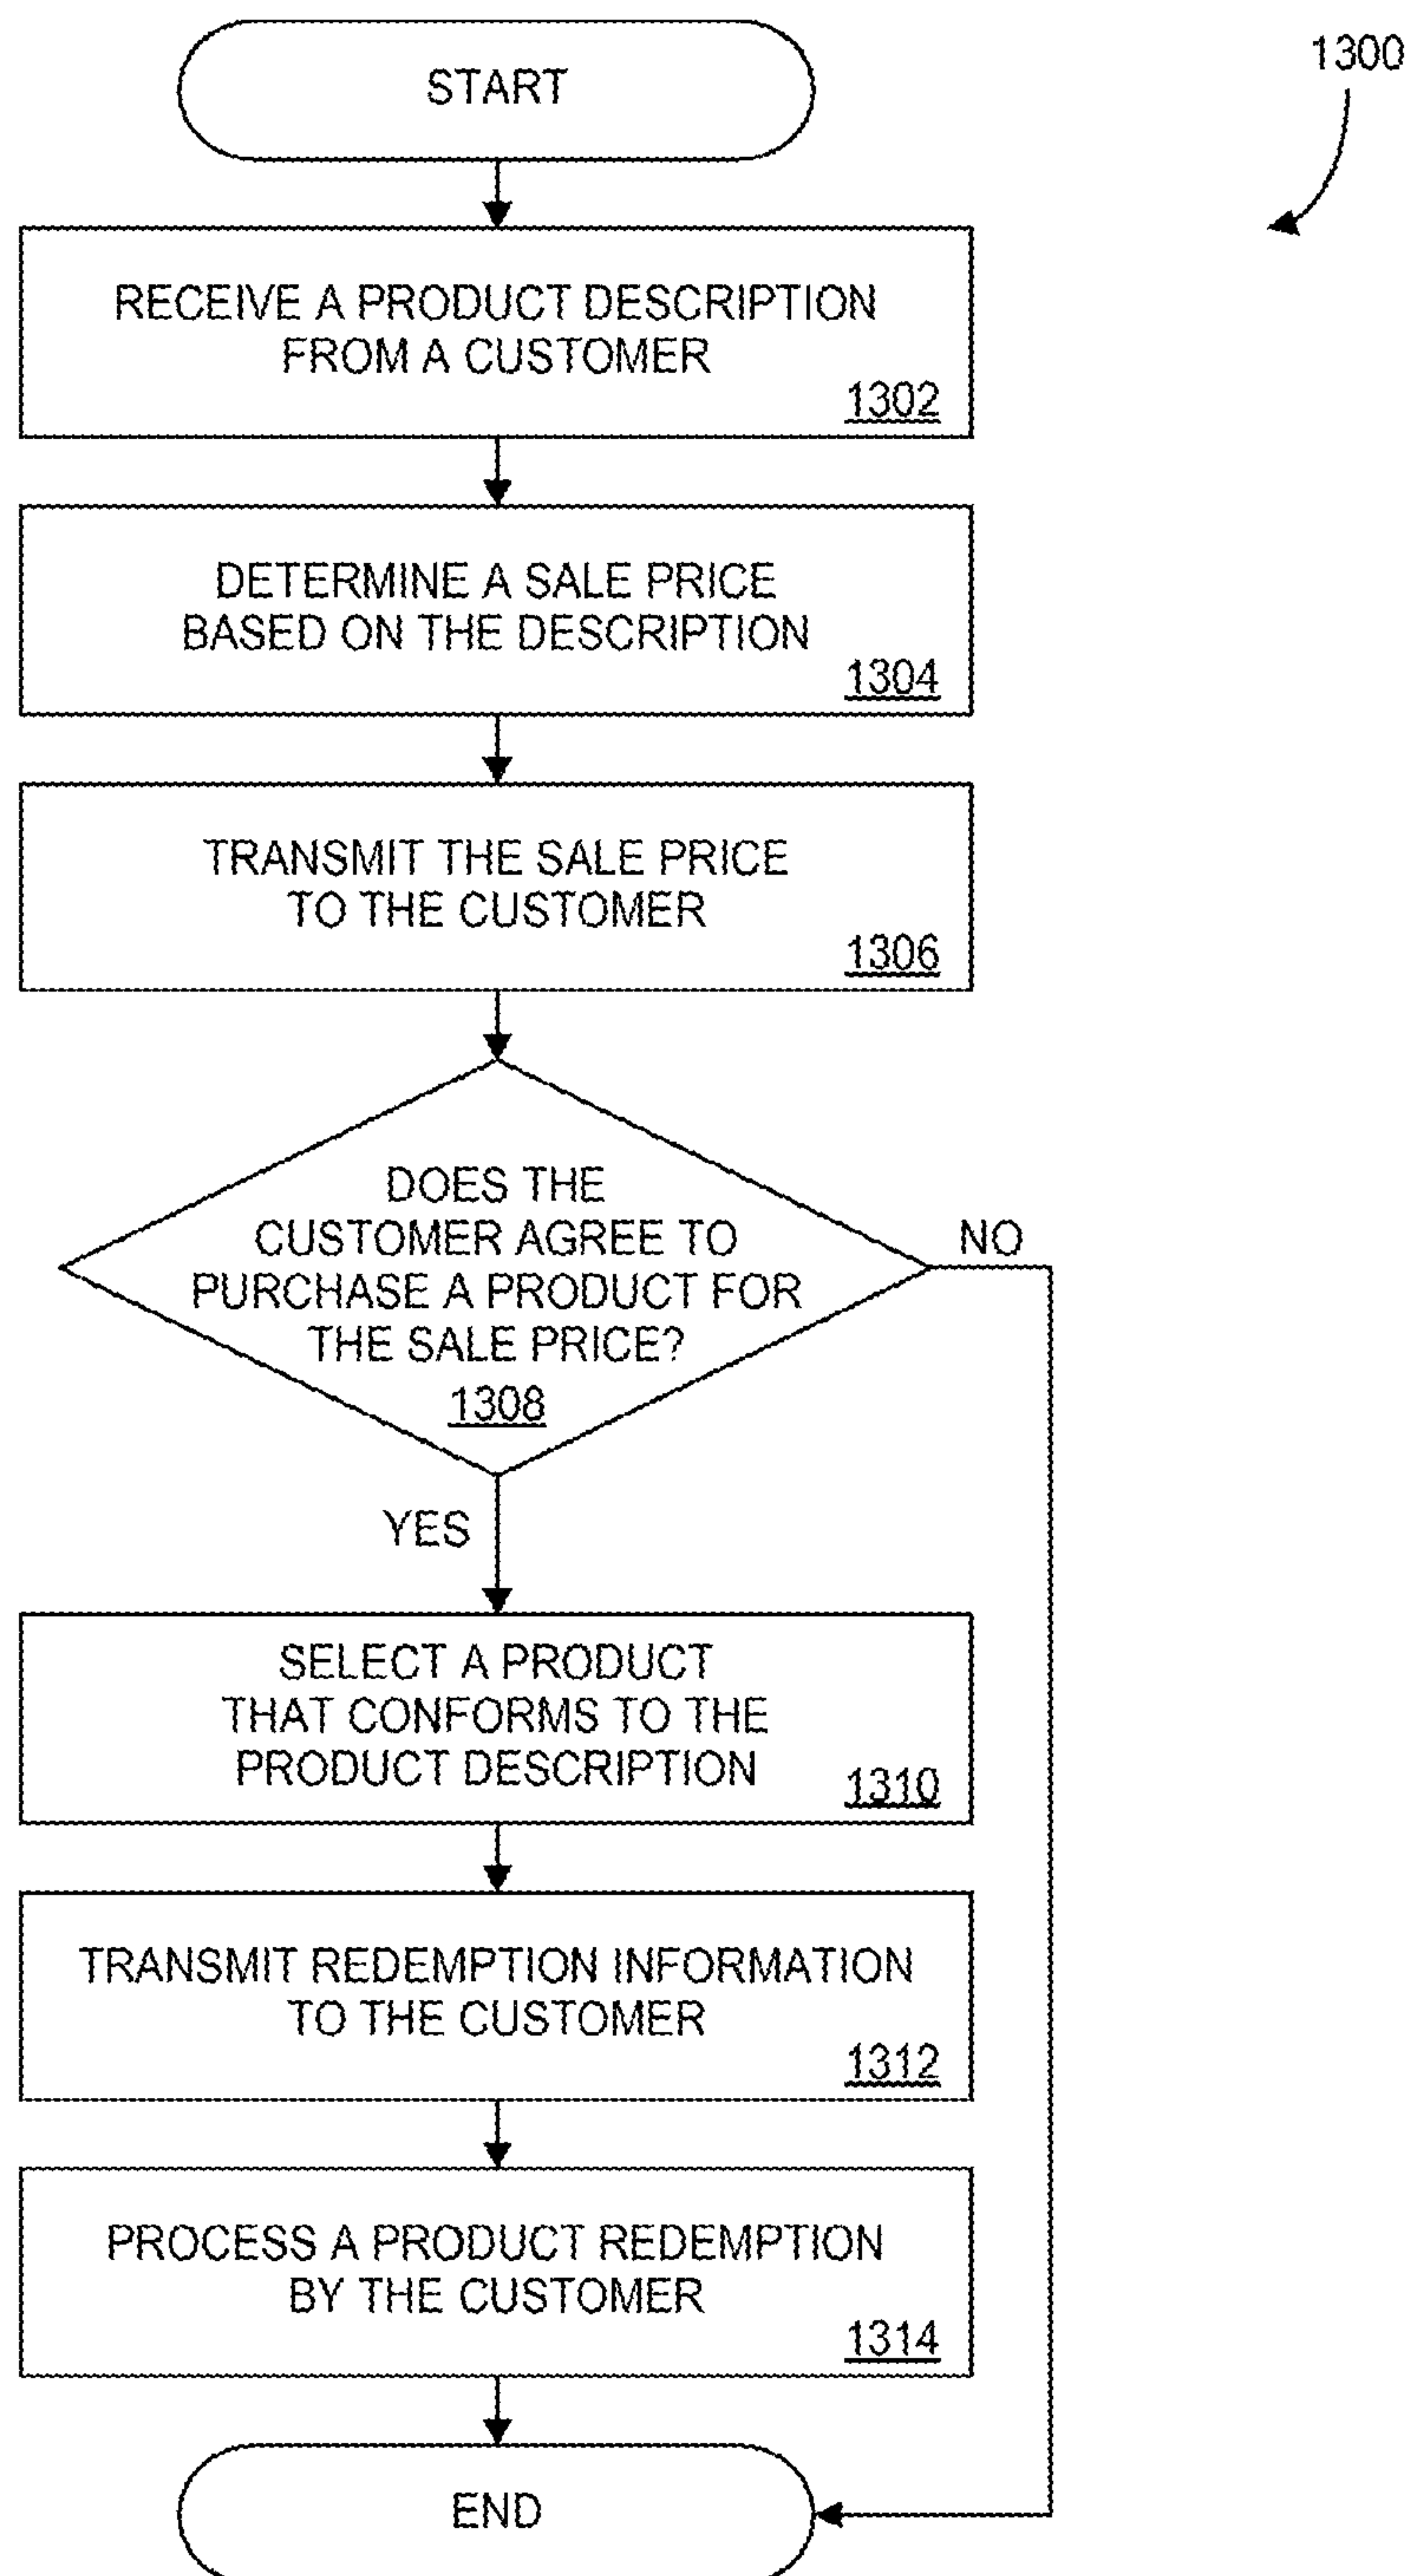 START
1300
RECEIVE A PRODUCT DESCRIPTION
FROM A CUSTOMER
1302
DETERMINE A SALE PRICE
BASED ON THE DESCRIPTION
1304
TRANSMIT THE SALE PRICE
TO THE CUSTOMER
1306
DOES THE
CUSTOMER AGREE TO
PURCHASE A PRODUCT FOR
THE SALE PRICE?
1308
NO
YES
SELECT A PRODUCT
THAT CONFORMS TO THE
PRODUCT DESCRIPTION
1310
TRANSMIT REDEMPTION INFORMATION
TO THE CUSTOMER
1312
PROCESS A PRODUCT REDEMPTION
BY THE CUSTOMER
1314
END